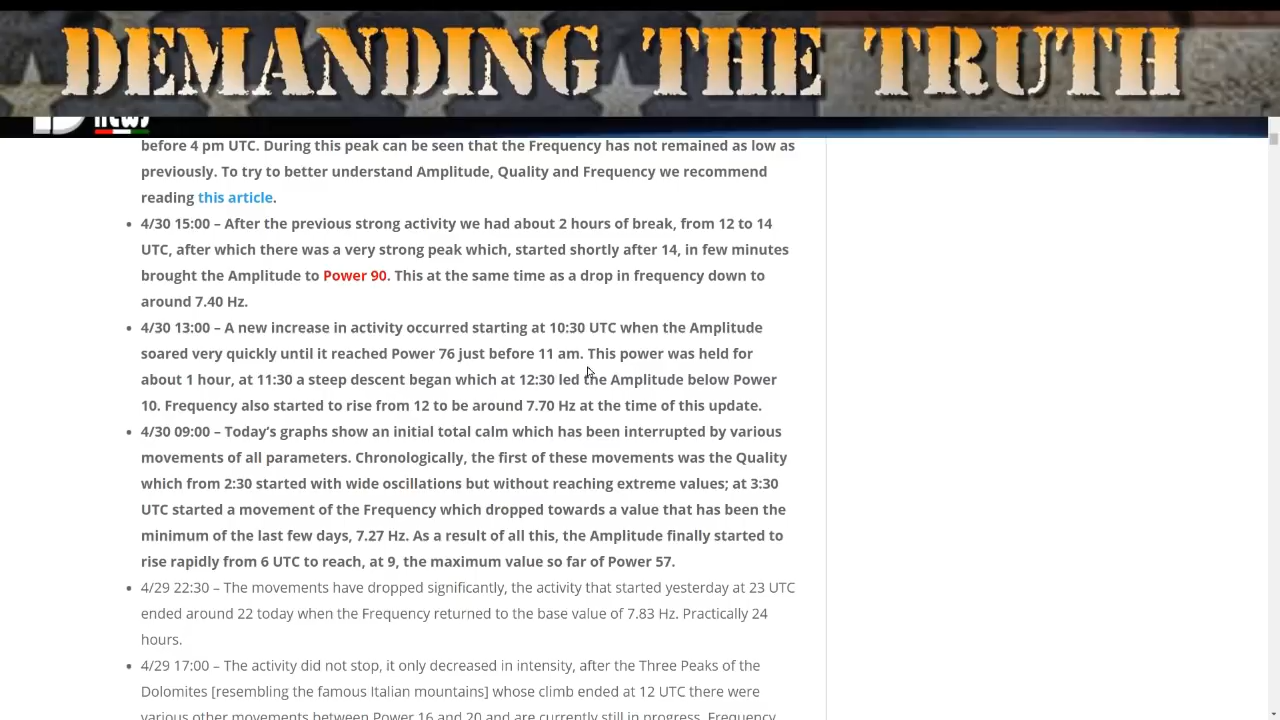 DEMANDING THE TRUTH
news
before 4 pm UTC. During this peak can be seen that the Frequency has not remained as low as
previously. To try to better understand Amplitude, Quality and Frequency we recommend
reading this article.
• 4/30 15:00 – After the previous strong activity we had about 2 hours of break, from 12 to 14
UTC, after which there was a very strong peak which, started shortly after 14, in few minutes
brought the Amplitude to Power 90. This at the same time as a drop in frequency down to
around 7.40 Hz.
• 4/30 13:00 – A new increase in activity occurred starting at 10:30 UTC when the Amplitude
soared very quickly until it reached Power 76 just before 11 am. This power was held for
about 1 hour, at 11:30 a steep descent began which at 12:30 led the Amplitude below Power
10. Frequency also started to rise from 12 to be around 7.70 Hz at the time of this update.
• 4/30 09:00 – Today’s graphs show an initial total calm which has been interrupted by various
movements of all parameters. Chronologically, the first of these movements was the Quality
which from 2:30 started with wide oscillations but without reaching extreme values; at 3:30
UTC started a movement of the Frequency which dropped towards a value that has been the
minimum of the last few days, 7.27 Hz. As a result of all this, the Amplitude finally started to
rise rapidly from 6 UTC to reach, at 9, the maximum value so far of Power 57.
• 4/29 22:30 – The movements have dropped significantly, the activity that started yesterday at 23 UTC
ended around 22 today when the Frequency returned to the base value of 7.83 Hz. Practically 24
hours.
• 4/29 17:00 – The activity did not stop, it only decreased in intensity, after the Three Peaks of the
Dolomites [resembling the famous Italian mountains] whose climb ended at 12 UTC there were
various other movements between Power 16 and 20 and are currently still in progress. Frequency